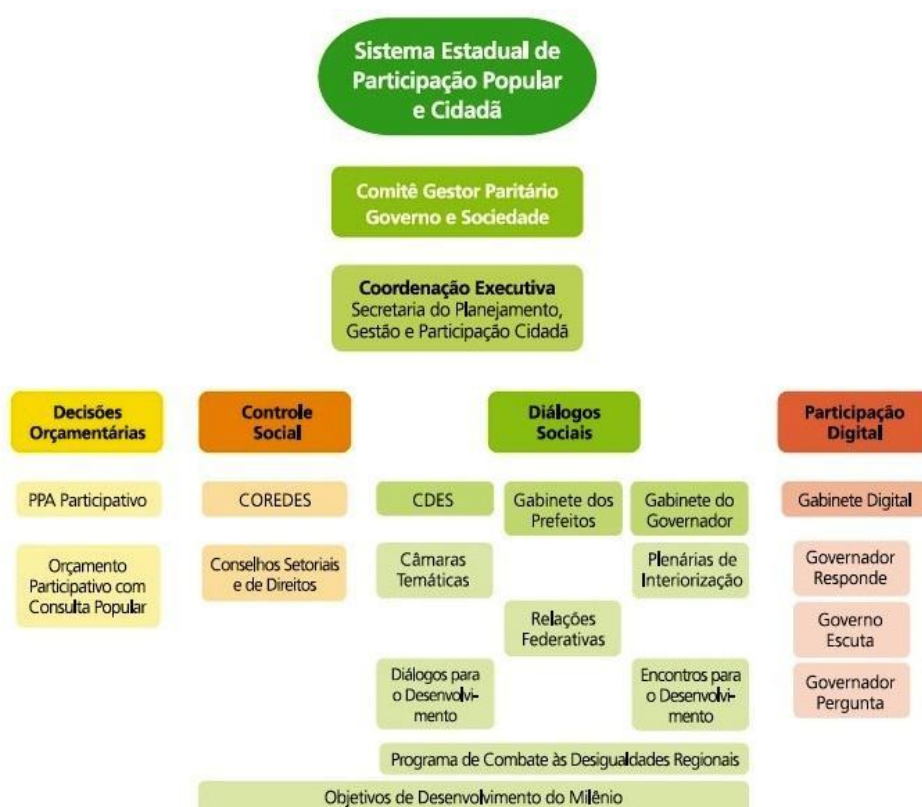 Sistema Estadual de
Participação Popular
e Cidadã
Comitê Gestor Paritário
Governo e Sociedade
Coordenação Executiva
Secretaria do Planejamento,
Gestão e Participação Cidadã
Decisões
Orçamentárias
Controle
Social
Diálogos
Sociais
Participação
Digital
PPA Participativo
COREDES
CDES
Gabinete dos
Prefeitos
Gabinete do
Governador
Gabinete Digital
Orçamento
Participativo com
Consulta Popular
Conselhos Setoriais
e de Direitos
Câmaras
Temáticas
Plenárias de
Interiorização
Governador
Responde
Relações
Federativas
Governo
Escuta
Diálogos para
o Desenvolvi-
mento
Encontros para
o Desenvolvi-
mento
Governador
Pergunta
Programa de Combate às Desigualdades Regionais
Objetivos de Desenvolvimento do Milênio